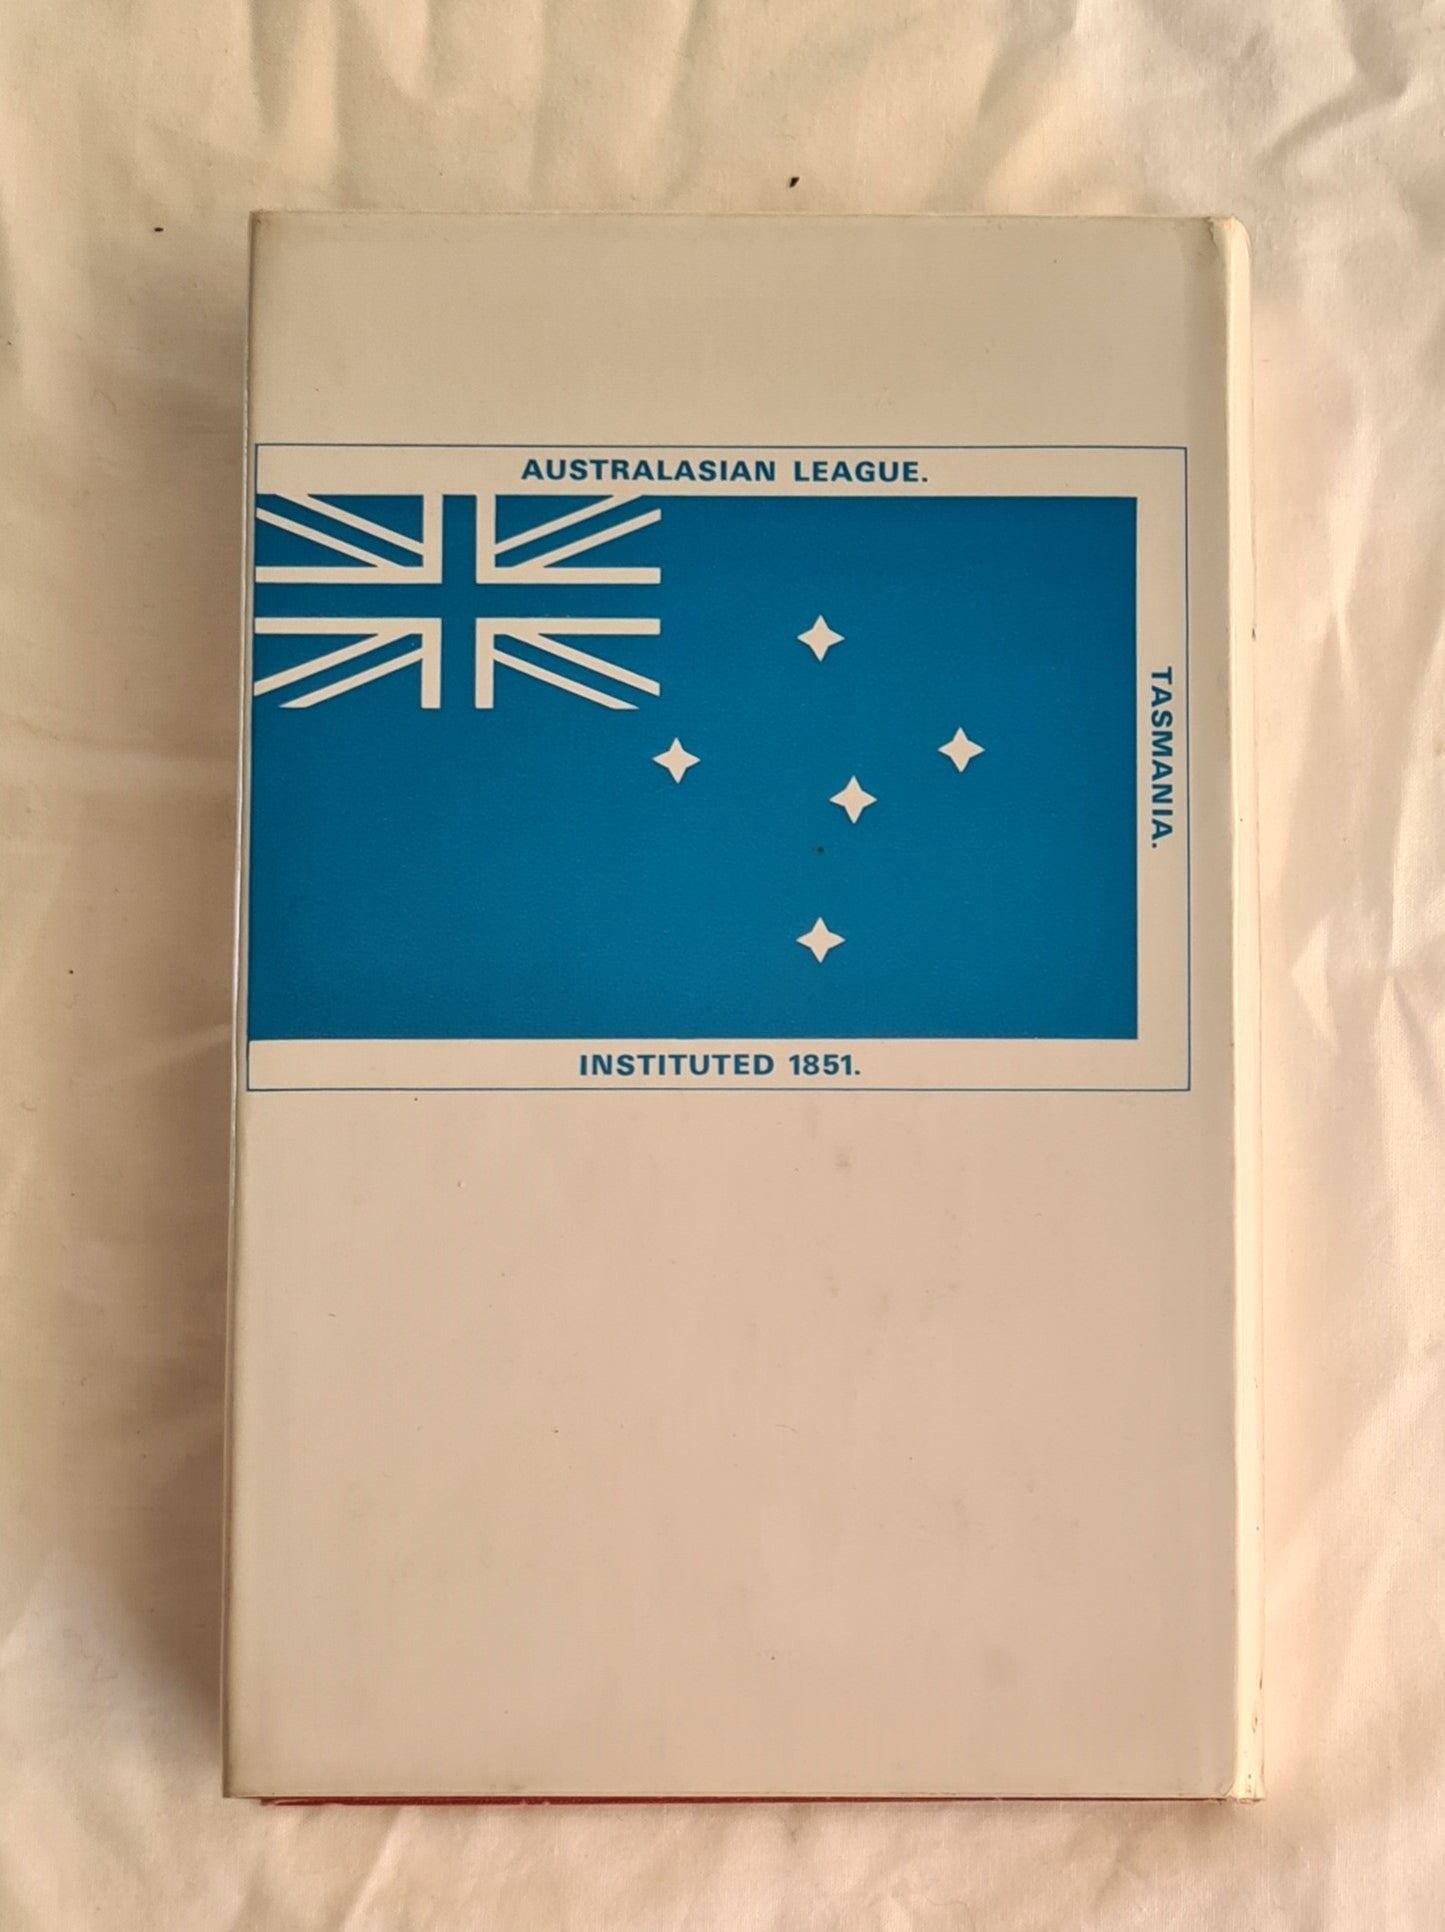 AUSTRALASIAN LEAGUE.
TASMANIA.
INSTITUTED 1851.